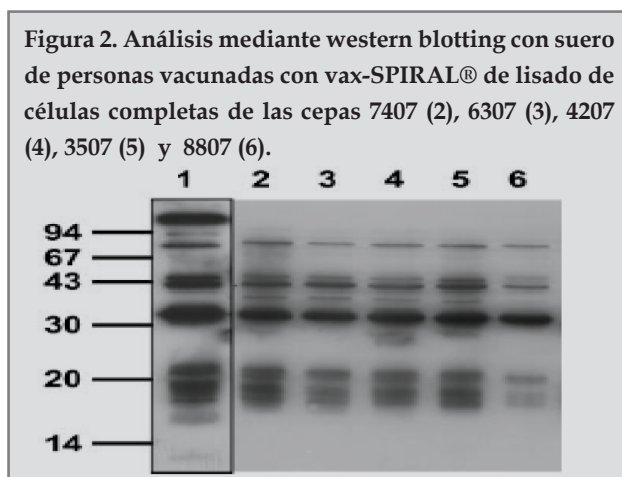 Figura 2. Análisis mediante western blotting con suero
de personas vacunadas con vax-SPIRAL® de lisado de
células completas de las cepas 7407 (2), 6307 (3), 4207
(4), 3507 (5) y 8807 (6).
1 2 3 4 5 6
94
67
43
30
20
14